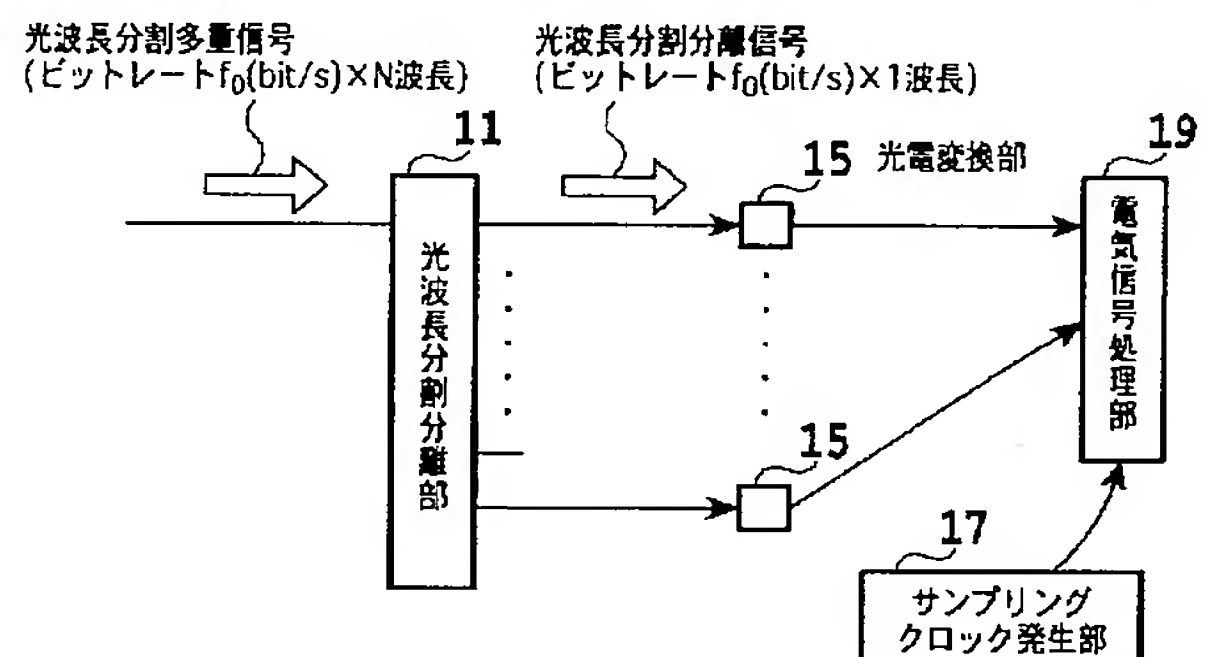 光波長分割多重信号
(ビットレートf0(bit/s)×N波長)
光波長分割分離信号
(ビットレートf0(bit/s)×1波長)
11
15
光電変換部
19
光波長分割分離部
電気信号処理部
15
17
サンプリング
クロック発生部